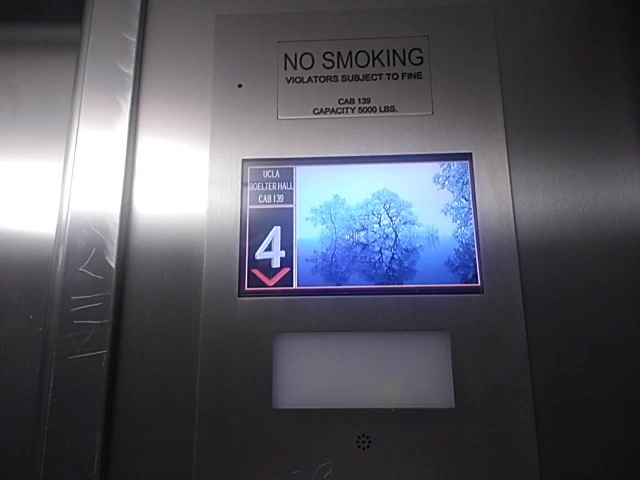 NO SMOKING
VIOLATORS SUBJECT TO FINE
CAB 139
CAPACITY 5000 LBS.
UCLA
BOELTER HALL
CAB 139
4